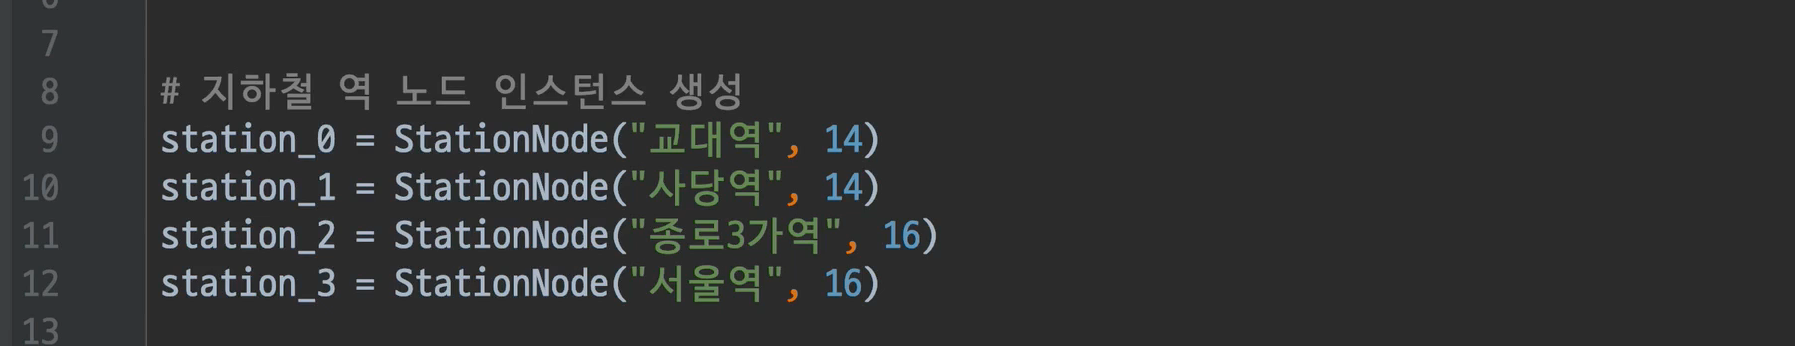 7
8 # 지하철 역 노드 인스턴스 생성
9 station_0 = StationNode("교대역", 14)
10 station_1 = StationNode("사당역", 14)
11 station_2 = StationNode("종로3가역", 16)
12 station_3 = StationNode("서울역", 16)
13